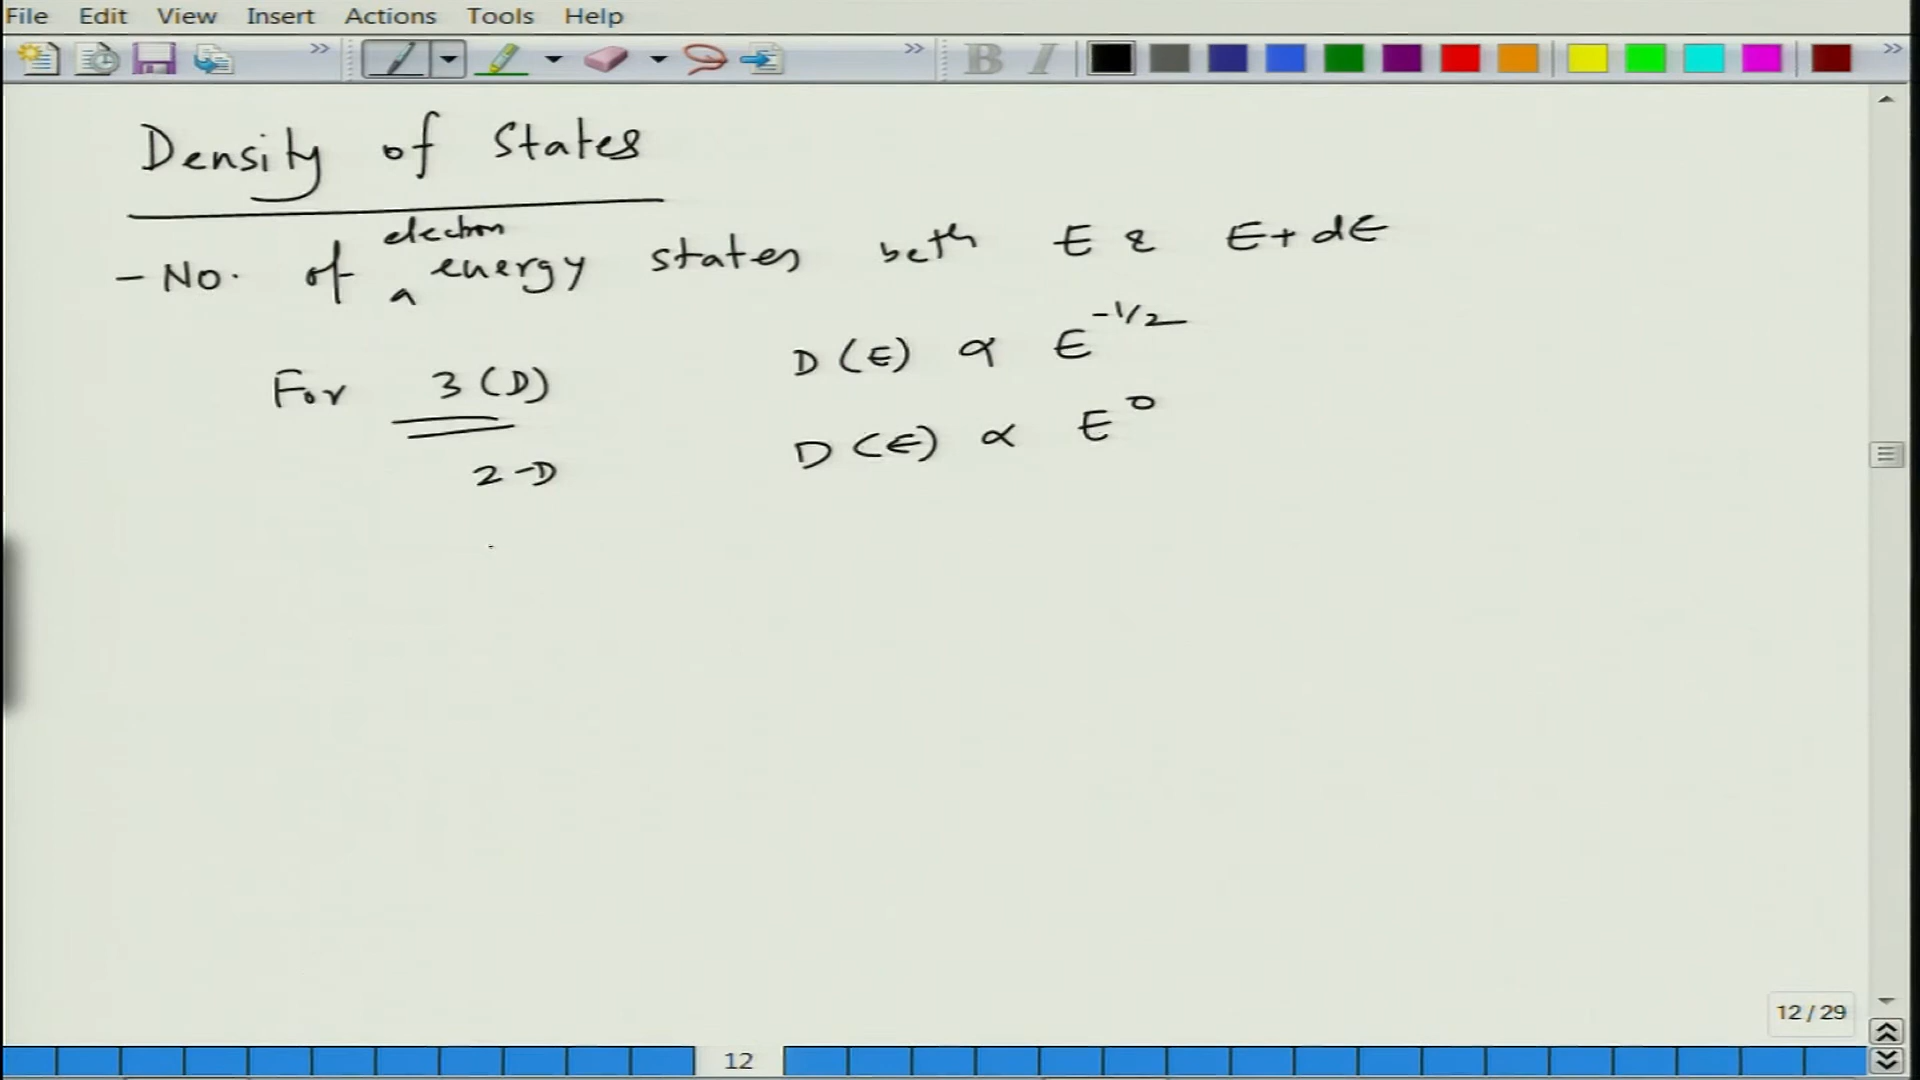 File Edit View Insert Actions Tools Help
B I
Density of States
- No. of electron energy states betn E & E+dE
For 3(D) D(E) ∝ E^-1/2
2-D D(E) ∝ E^0
12 / 29
12